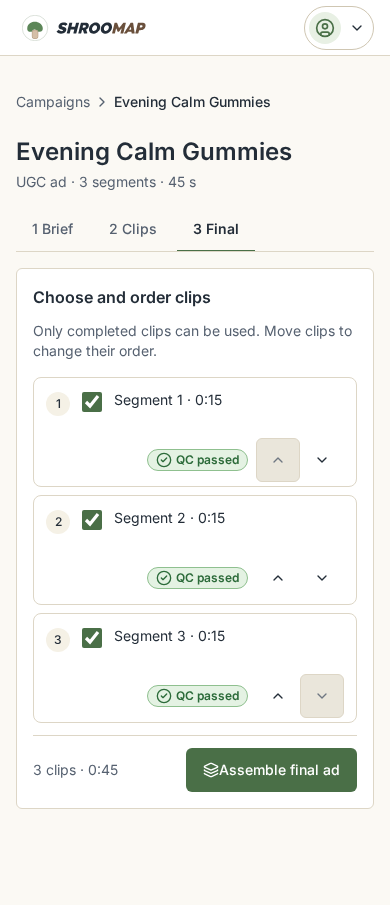 SHROOMAP
Campaigns > Evening Calm Gummies
Evening Calm Gummies
UGC ad · 3 segments · 45 s
1 Brief 2 Clips 3 Final
Choose and order clips
Only completed clips can be used. Move clips to
change their order.
1 Segment 1 · 0:15
QC passed
2 Segment 2 · 0:15
QC passed
3 Segment 3 · 0:15
QC passed
3 clips · 0:45 Assemble final ad